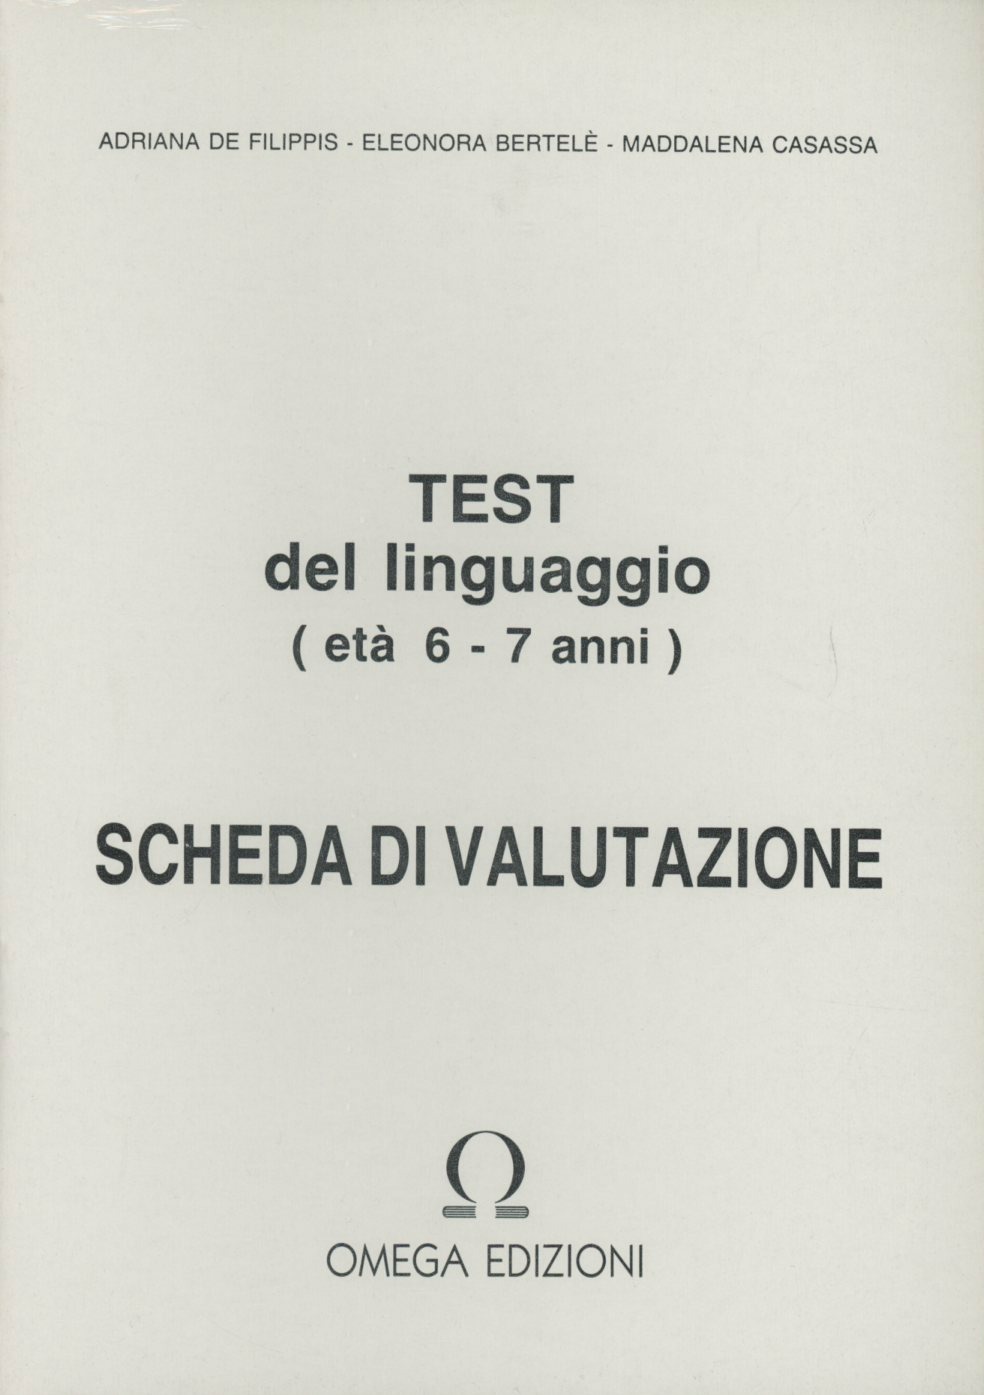 ADRIANA DE FILIPPIS - ELEONORA BERTELÈ - MADDALENA CASASSA
TEST
del linguaggio
( età 6 - 7 anni )
SCHEDA DI VALUTAZIONE
OMEGA EDIZIONI